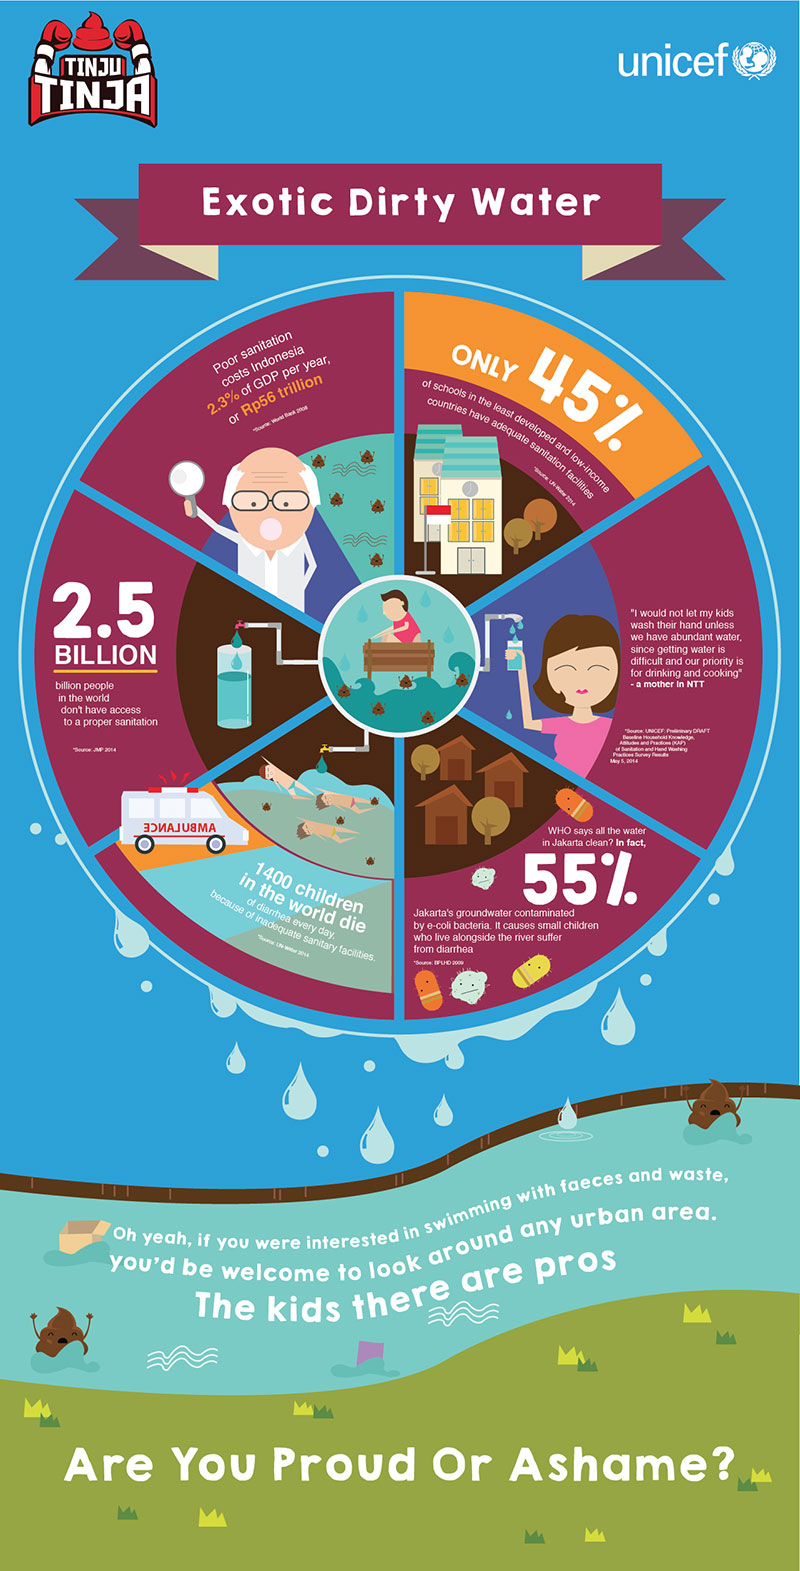 TINJU
TINJA
unicef
Exotic Dirty Water
Poor sanitation
costs Indonesia
2.3% of GDP per year,
or Rp56 trillion
*Source: World Bank 2008
ONLY 45%
of schools in the least developed and low-income
countries have adequate sanitation facilities
*Source: UN Water 2014
2.5
BILLION
billion people
in the world
don't have access
to a proper sanitation
*Source: JMP 2014
"I would not let my kids
wash their hand unless
we have abundant water,
since getting water is
difficult and our priority is
for drinking and cooking"
- a mother in NTT
*Source: UNICEF: Preliminary DRAFT
Baseline Household Knowledge,
Attitudes and Practices (KAP)
of Sanitation and Hand Washing
Practices Survey Results
May 5, 2014
AMBULANCE
1400 children
in the world die
of diarrhea every day,
because of inadequate sanitary facilities.
*Source: UN Water 2014
WHO says all the water
in Jakarta clean? In fact,
55%
Jakarta's groundwater contaminated
by e-coli bacteria. It causes small children
who live alongside the river suffer
from diarrhea
*Source: BPLHD 2009
Oh yeah, if you were interested in swimming with faeces and waste,
you'd be welcome to look around any urban area.
The kids there are pros
Are You Proud Or Ashame?